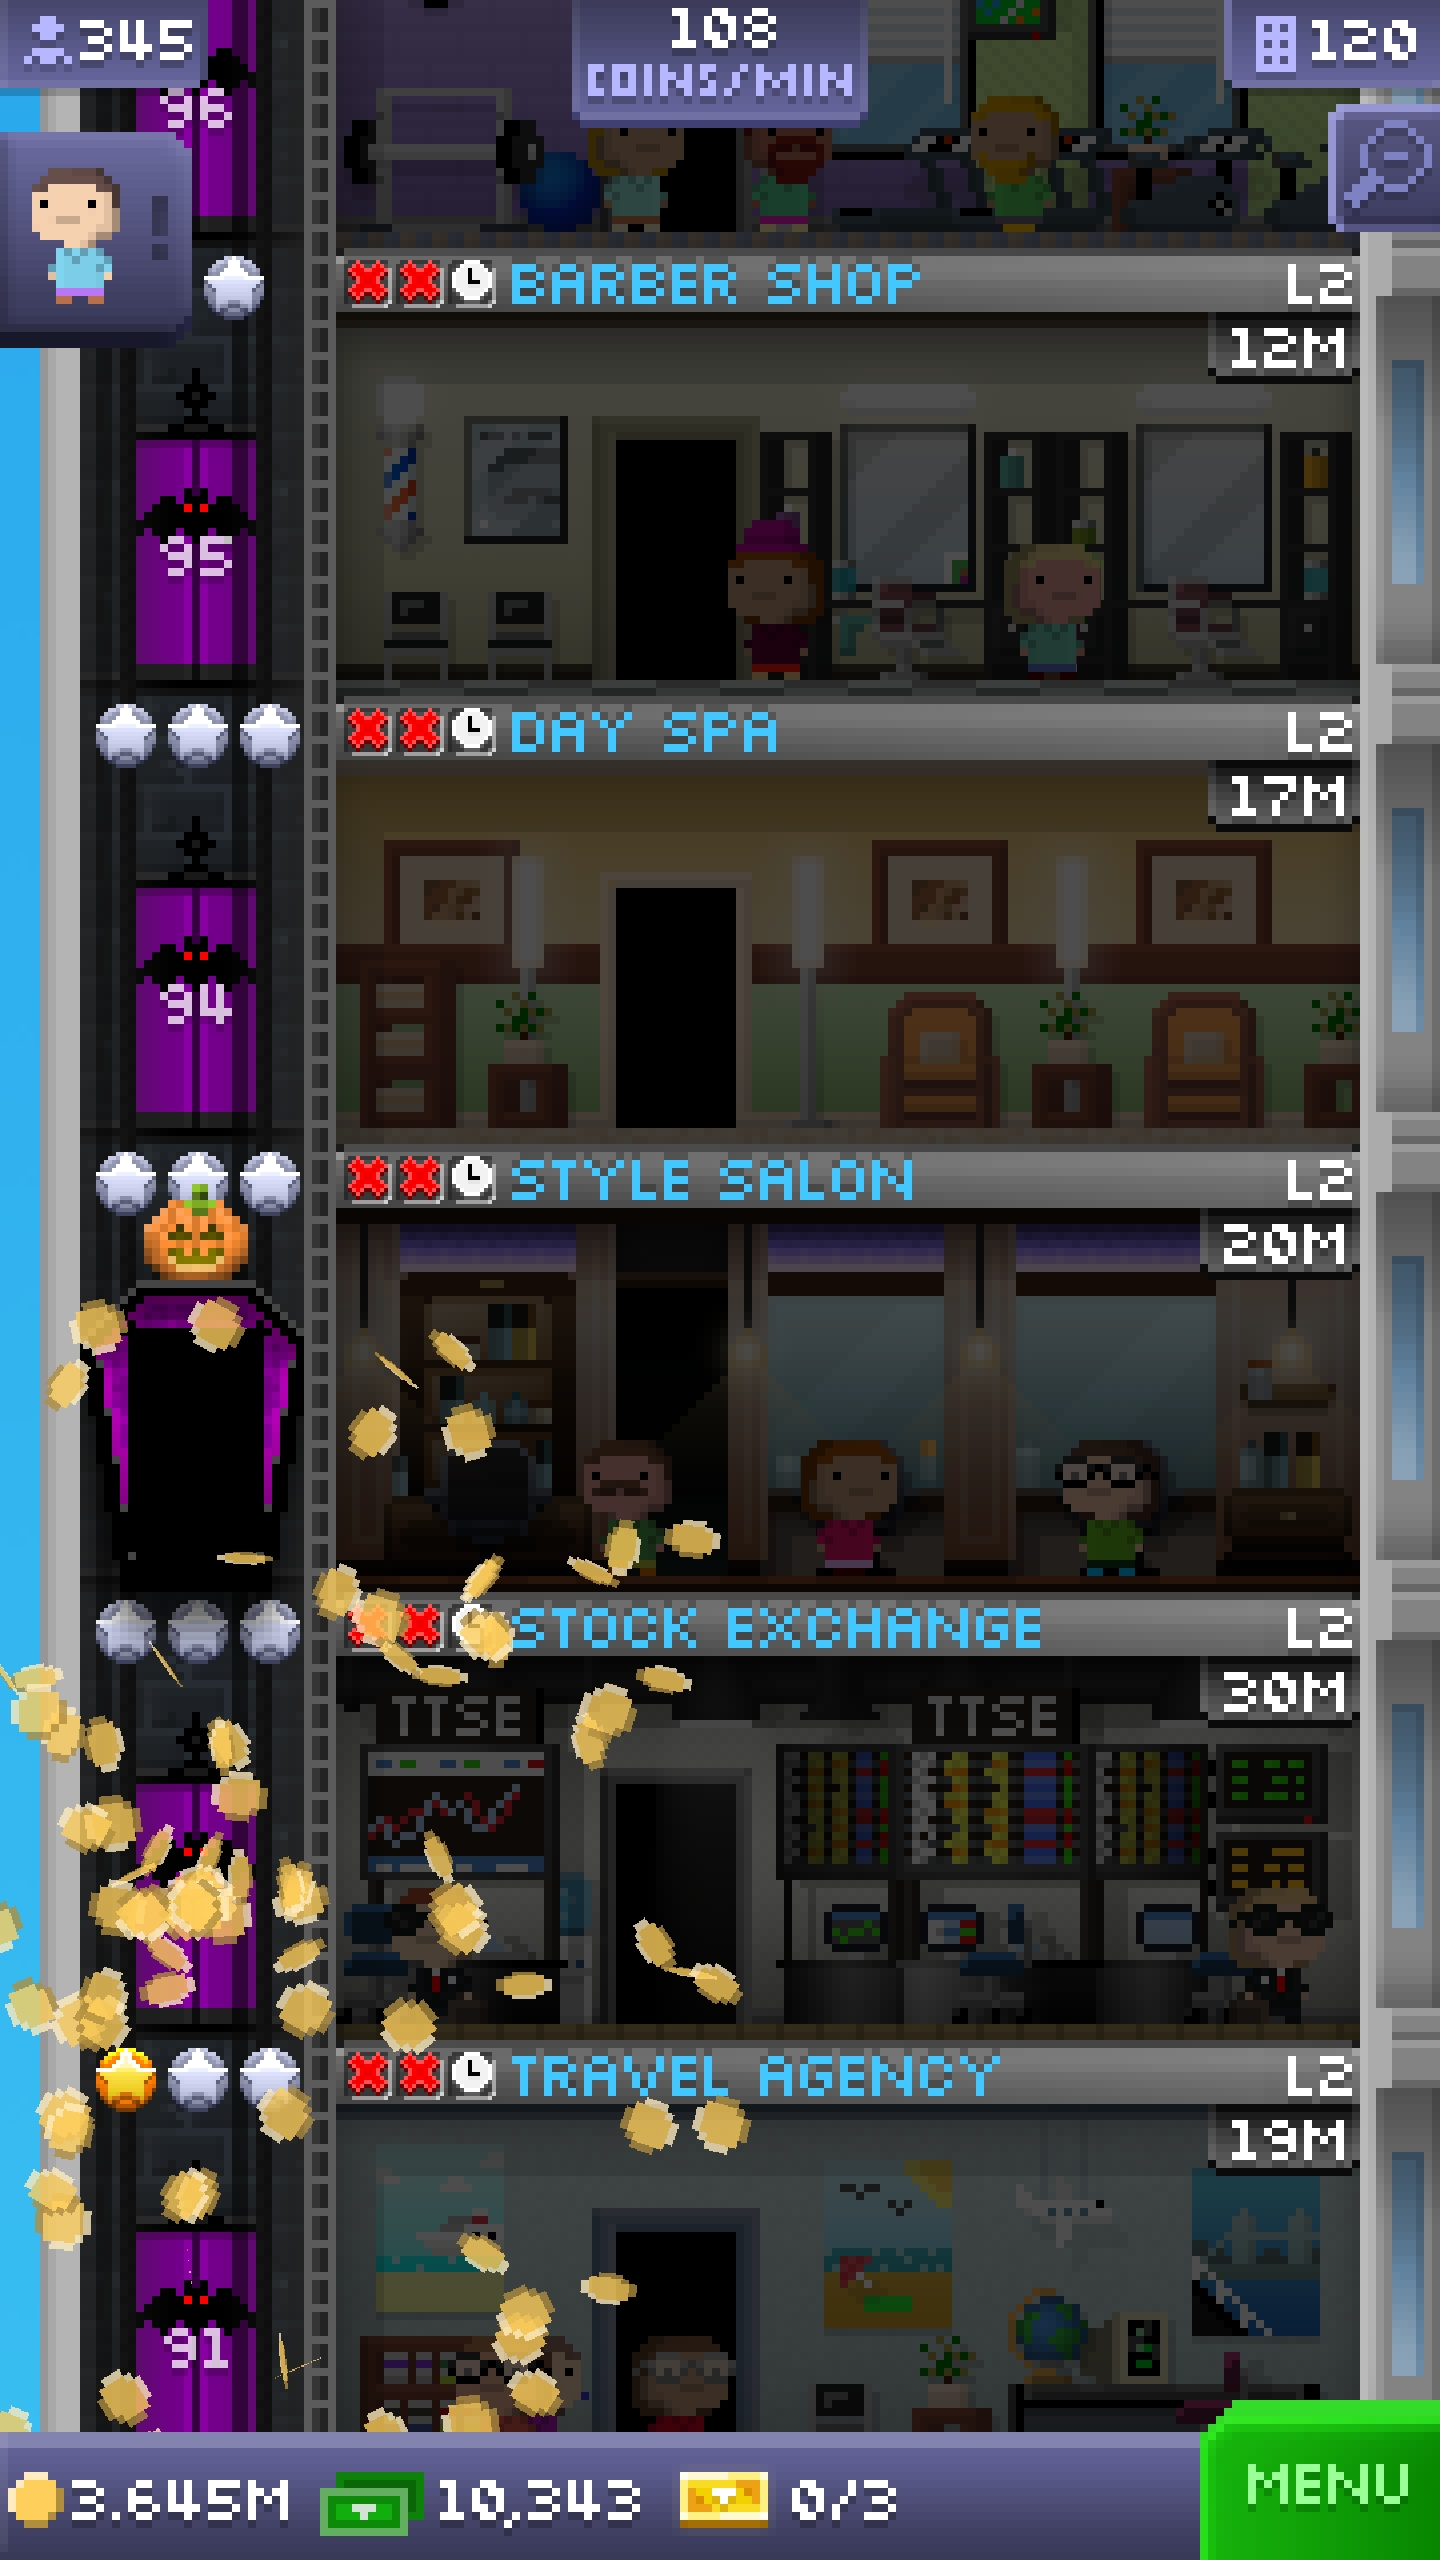 345
108
COINS/MIN
120
96
BARBER SHOP
L2
12M
95
DAY SPA
L2
17M
94
STYLE SALON
L2
20M
STOCK EXCHANGE
L2
30M
TTSE
TTSE
TRAVEL AGENCY
L2
19M
91
3.645M
10,343
0/3
MENU